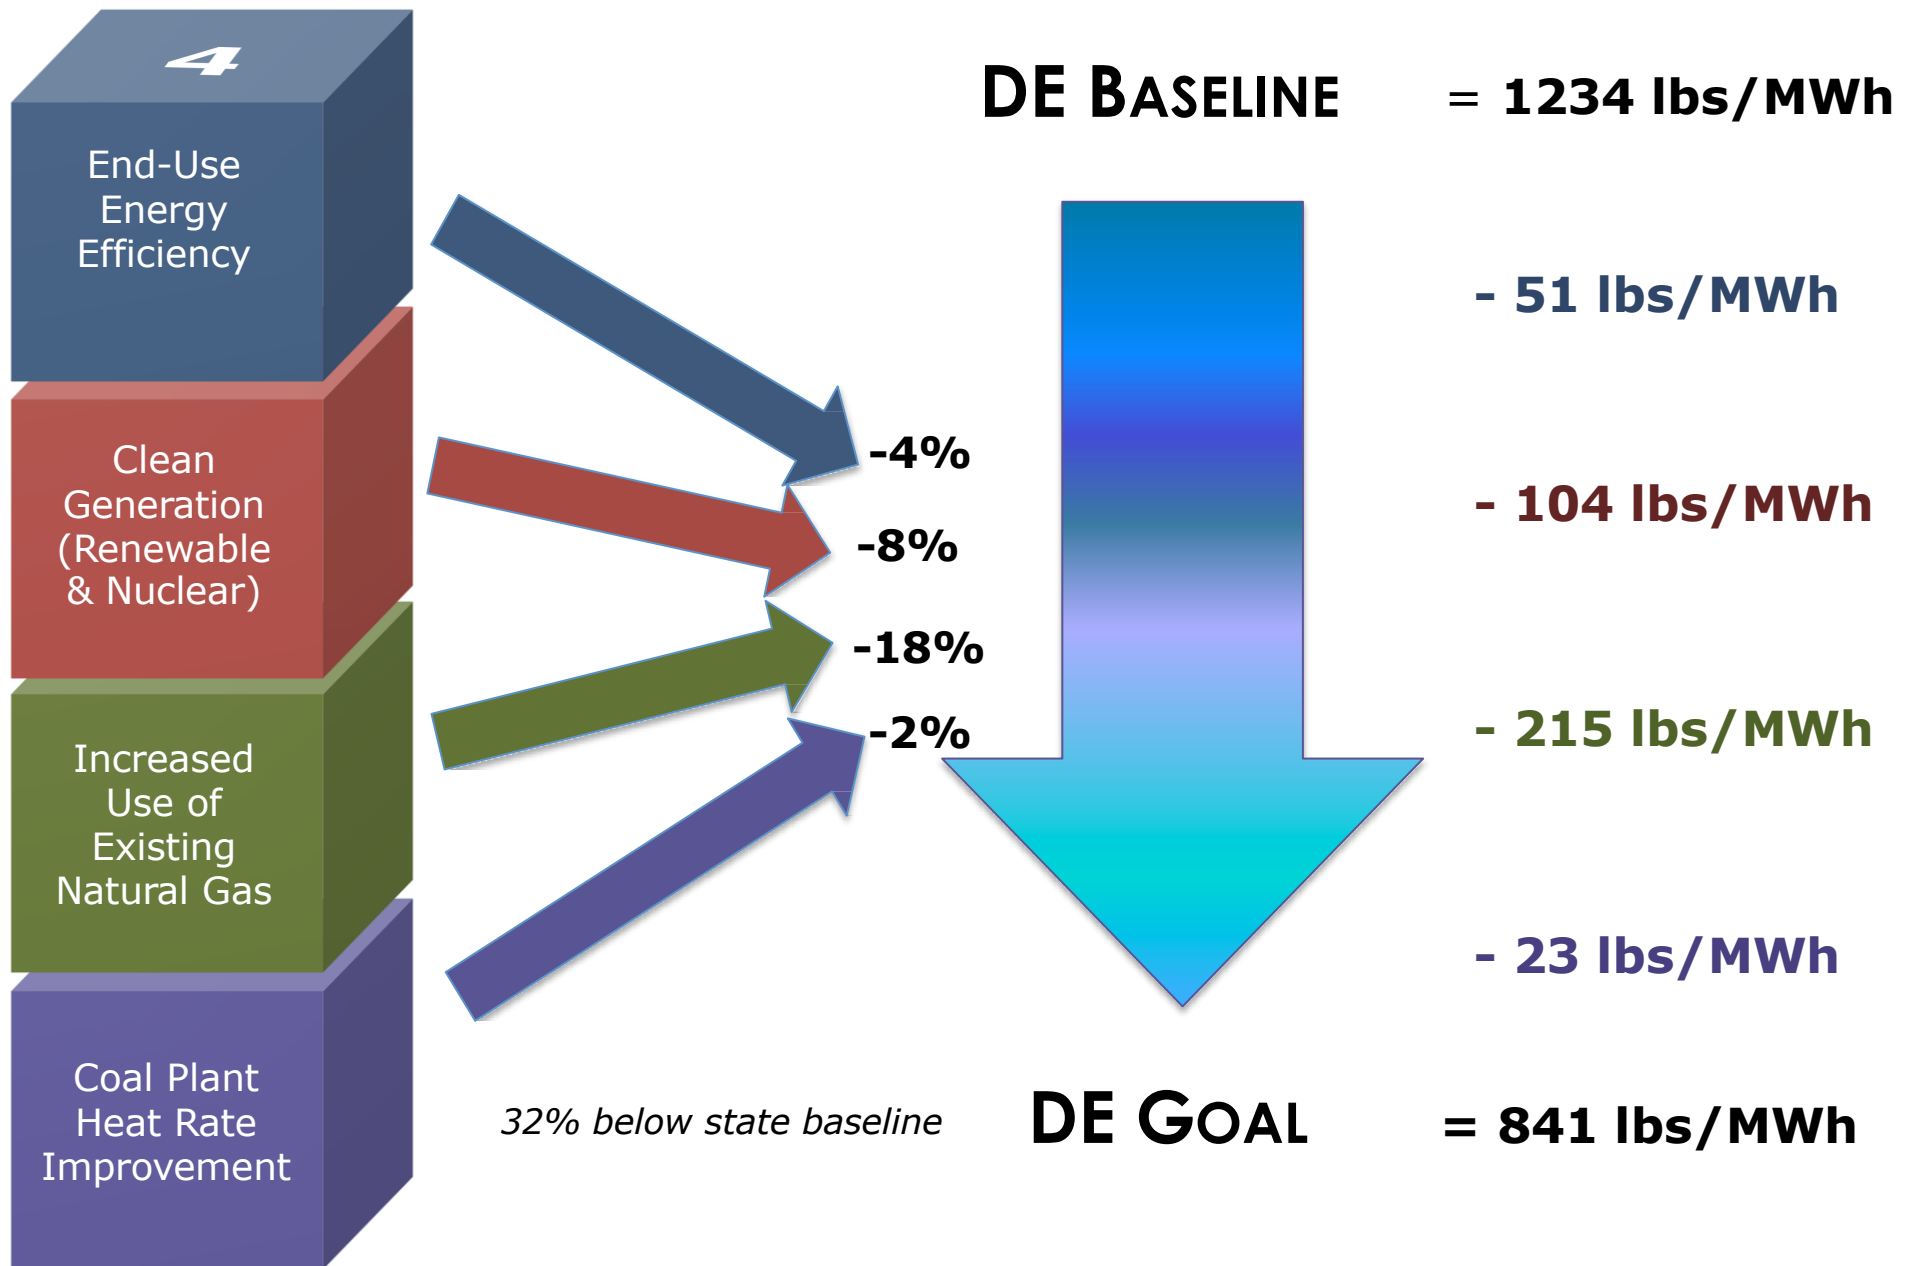 4
End-Use
Energy
Efficiency
Clean
Generation
(Renewable
& Nuclear)
Increased
Use of
Existing
Natural Gas
Coal Plant
Heat Rate
Improvement
-4%
-8%
-18%
-2%
32% below state baseline
DE BASELINE = 1234 lbs/MWh
- 51 lbs/MWh
- 104 lbs/MWh
- 215 lbs/MWh
- 23 lbs/MWh
DE GOAL = 841 lbs/MWh